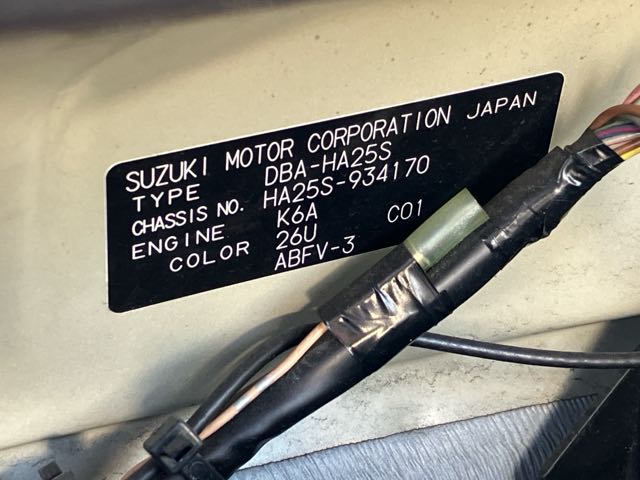 SUZUKI MOTOR CORPORATION JAPAN
TYPE DBA-HA25S
CHASSIS NO. HA25S-934170
ENGINE K6A C01
COLOR 26U
ABFV-3